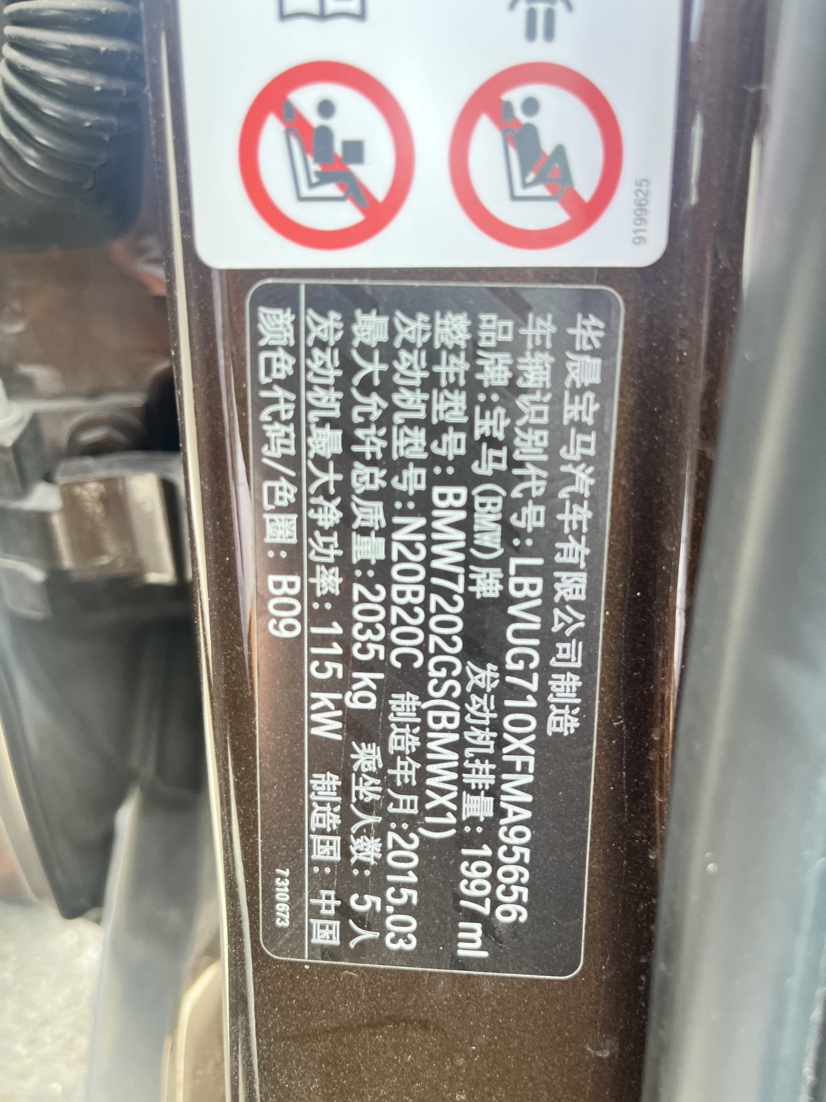 9199625
华晨宝马汽车有限公司制造
车辆识别代号: LBVUG710XFMA95656
品牌:宝马(BMW)牌 发动机排量: 1997 ml
整车型号: BMW7202GS(BMWX1)
发动机型号: N20B20C 制造年月:2015.03
最大允许总质量: 2035 kg 乘坐人数: 5人
发动机最大净功率: 115 kW 制造国: 中国
颜色代码/色圈: B09
7 310 673